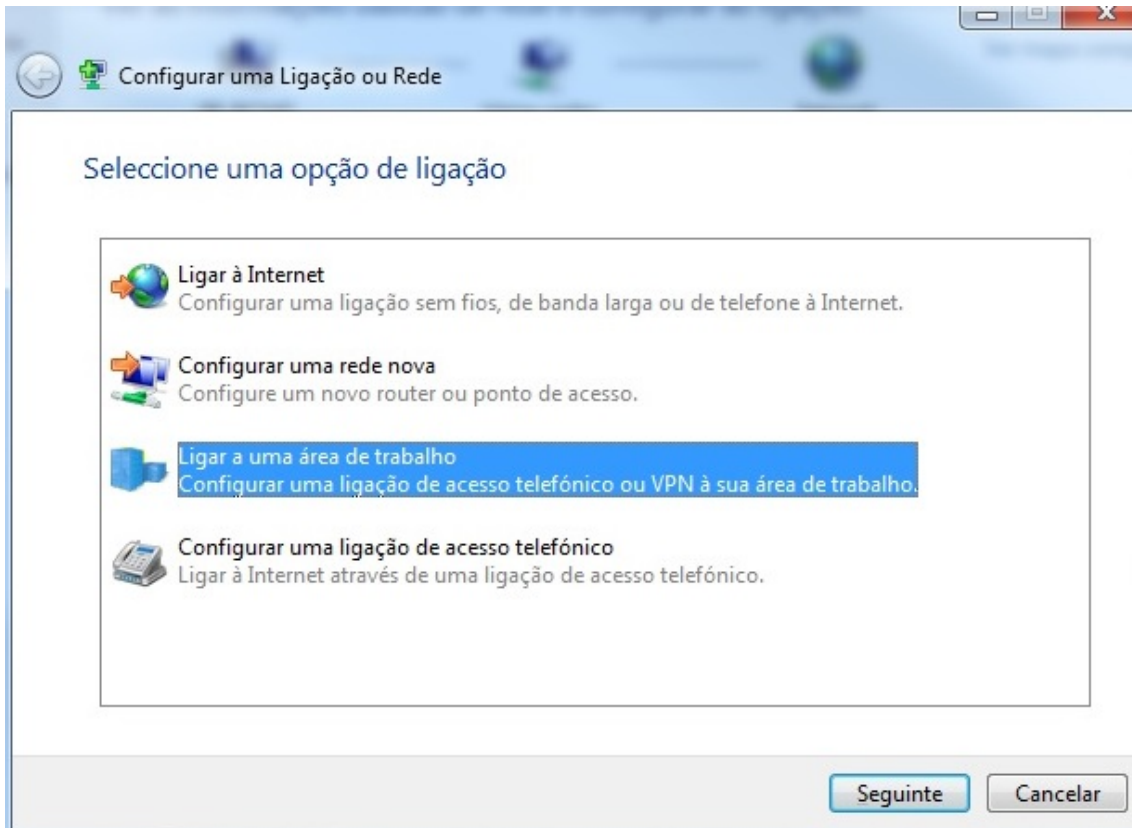 Configurar uma Ligação ou Rede
Seleccione uma opção de ligação
Ligar à Internet
Configurar uma ligação sem fios, de banda larga ou de telefone à Internet.
Configurar uma rede nova
Configure um novo router ou ponto de acesso.
Ligar a uma área de trabalho
Configurar uma ligação de acesso telefónico ou VPN à sua área de trabalho.
Configurar uma ligação de acesso telefónico
Ligar à Internet através de uma ligação de acesso telefónico.
Seguinte
Cancelar